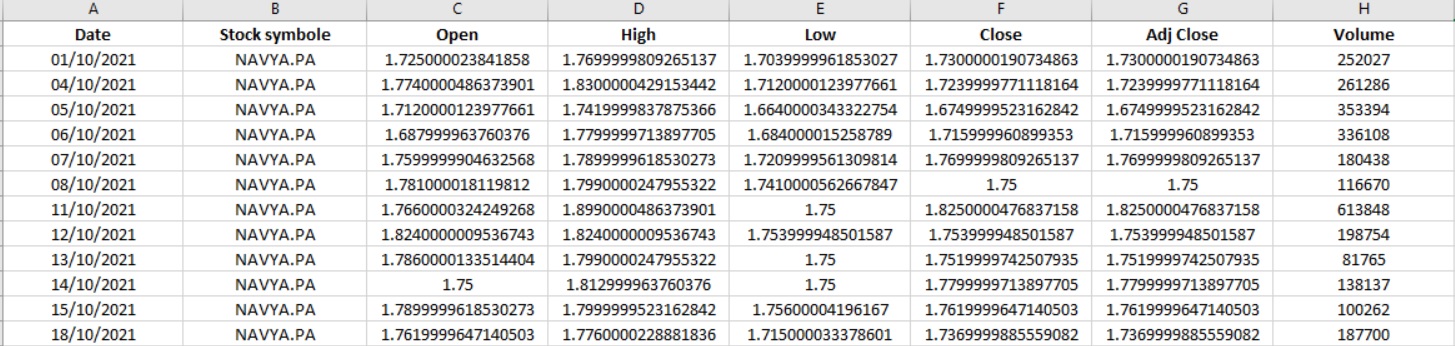 A B C D E F G H
Date Stock symbole Open High Low Close Adj Close Volume
01/10/2021 NAVYA.PA 1.725000023841858 1.7699999809265137 1.7039999961853027 1.7300000190734863 1.7300000190734863 252027
04/10/2021 NAVYA.PA 1.7740000486373901 1.8300000429153442 1.7120000123977661 1.7239999771118164 1.7239999771118164 261286
05/10/2021 NAVYA.PA 1.7120000123977661 1.7419999837875366 1.6640000343322754 1.6749999523162842 1.6749999523162842 353394
06/10/2021 NAVYA.PA 1.687999963760376 1.7799999713897705 1.684000015258789 1.715999960899353 1.715999960899353 336108
07/10/2021 NAVYA.PA 1.7599999904632568 1.7899999618530273 1.7209999561309814 1.7699999809265137 1.7699999809265137 180438
08/10/2021 NAVYA.PA 1.781000018119812 1.7990000247955322 1.7410000562667847 1.75 1.75 116670
11/10/2021 NAVYA.PA 1.7660000324249268 1.8990000486373901 1.75 1.8250000476837158 1.8250000476837158 613848
12/10/2021 NAVYA.PA 1.8240000009536743 1.8240000009536743 1.753999948501587 1.753999948501587 1.753999948501587 198754
13/10/2021 NAVYA.PA 1.7860000133514404 1.7990000247955322 1.75 1.7519999742507935 1.7519999742507935 81765
14/10/2021 NAVYA.PA 1.75 1.812999963760376 1.75 1.7799999713897705 1.7799999713897705 138137
15/10/2021 NAVYA.PA 1.7899999618530273 1.7999999523162842 1.75600004196167 1.7619999647140503 1.7619999647140503 100262
18/10/2021 NAVYA.PA 1.7619999647140503 1.7760000228881836 1.715000033378601 1.7369999885559082 1.7369999885559082 187700